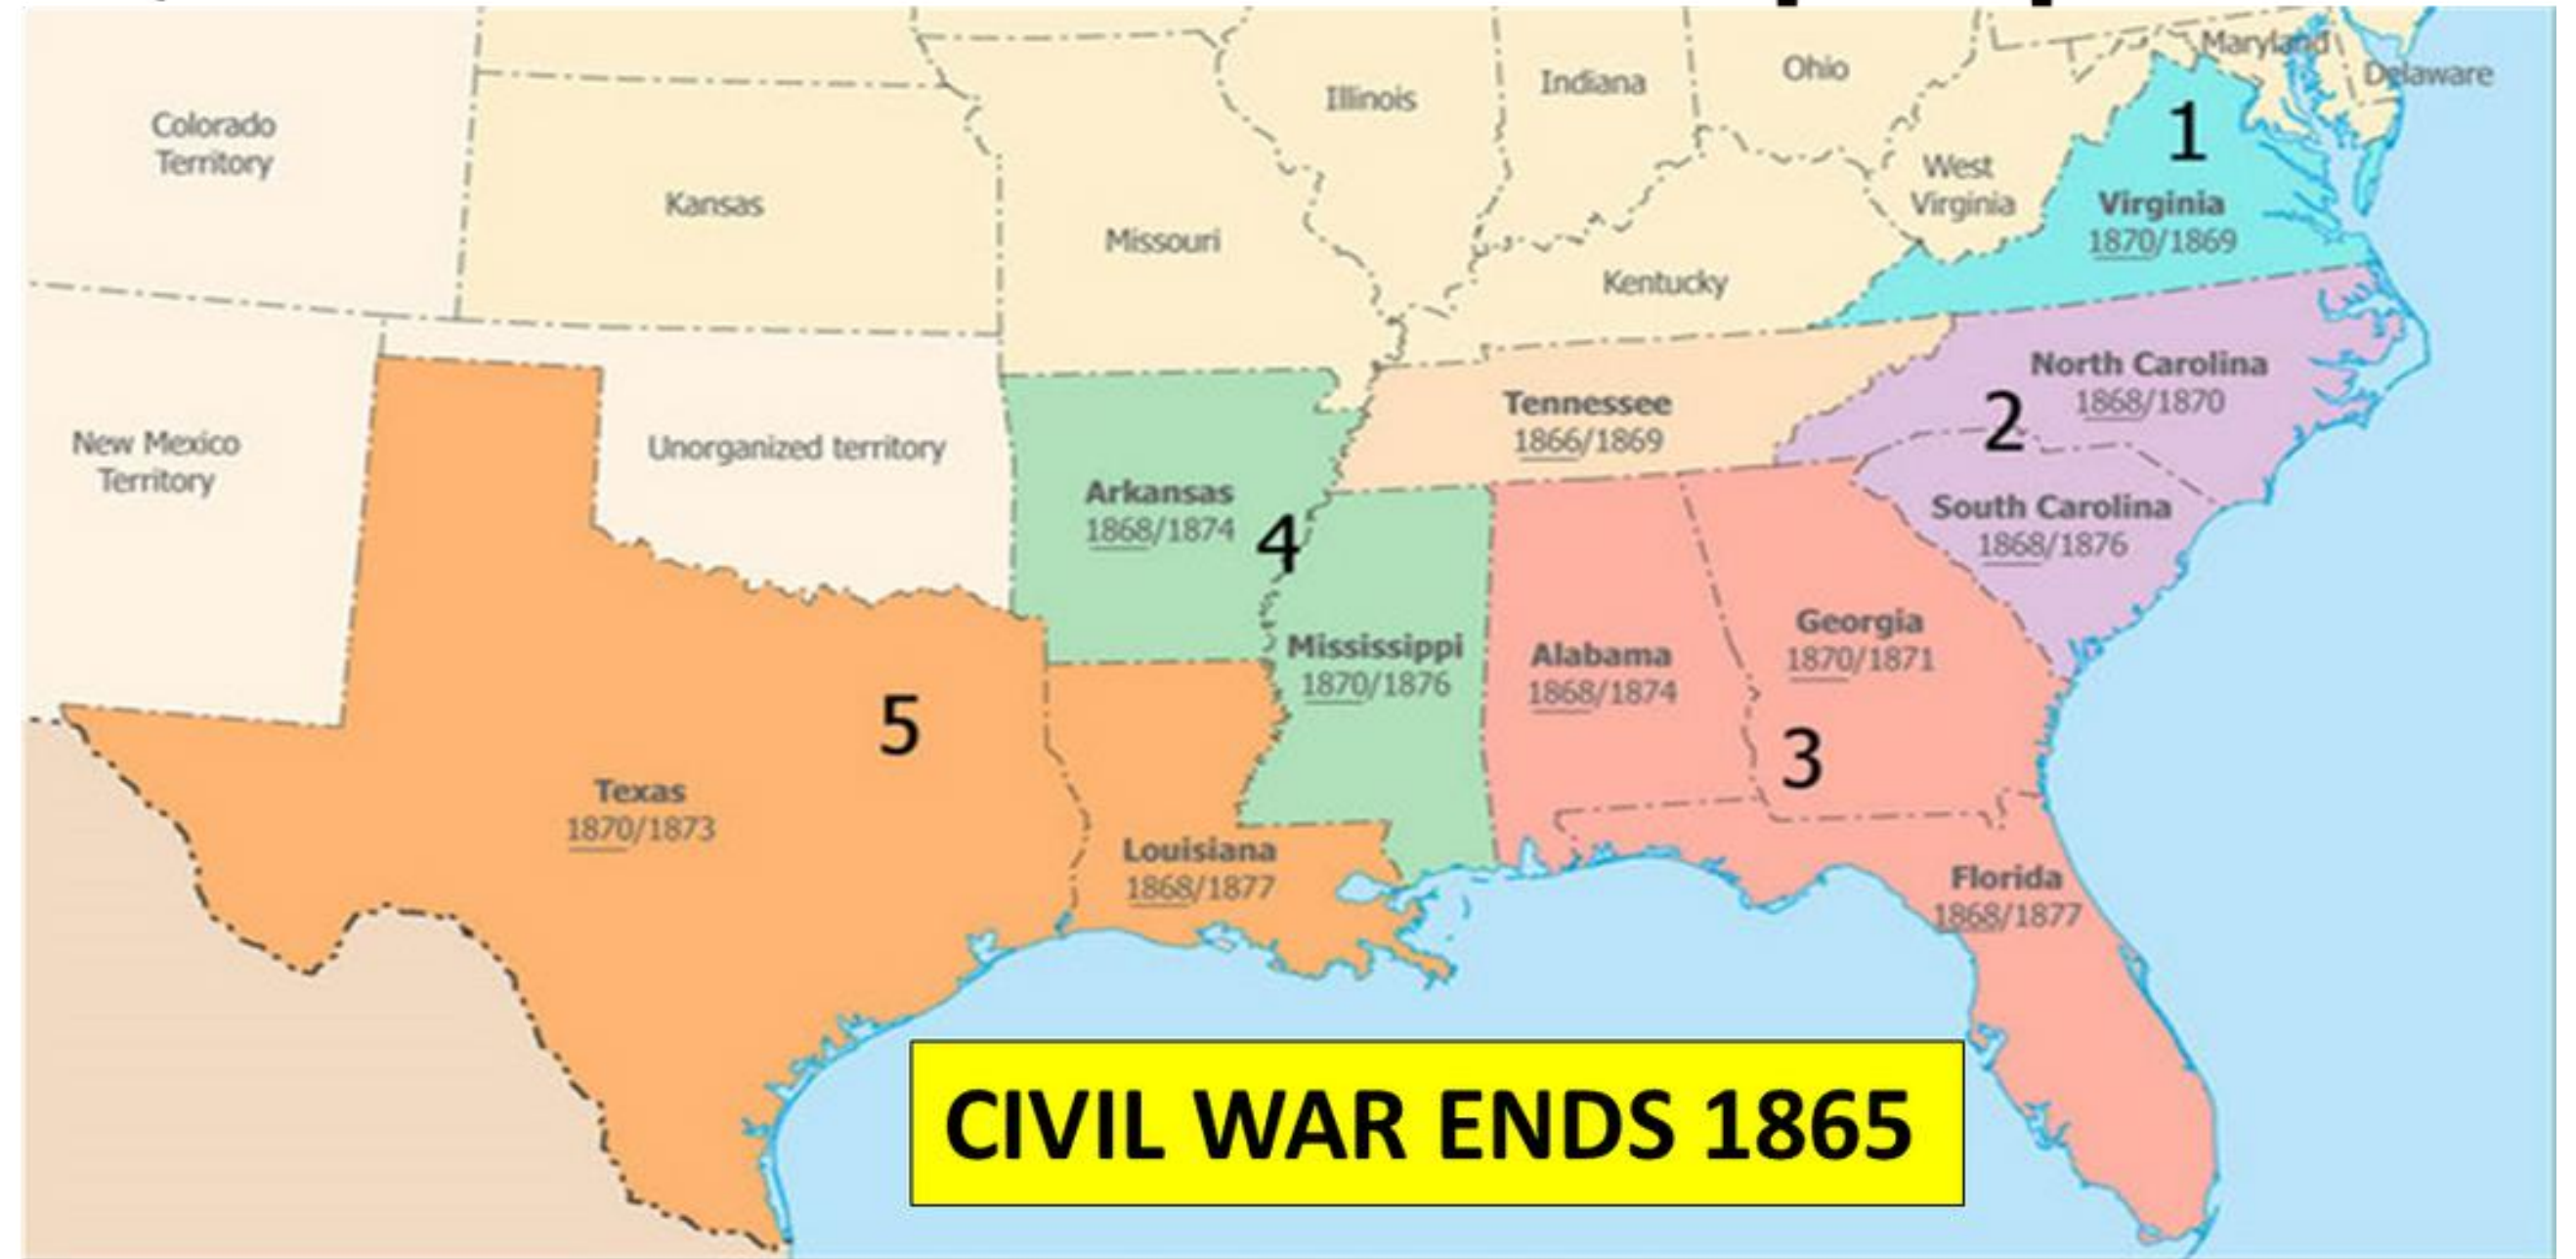 Maryland
Delaware
Ohio
Indiana
Illinois
Colorado
Territory
1
West
Virginia
Kansas
Virginia
1870/1869
Missouri
Kentucky
North Carolina
1868/1870
Tennessee
1866/1869
2
New Mexico
Territory
Unorganized territory
Arkansas
1868/1874
4
South Carolina
1868/1876
Georgia
1870/1871
Mississippi
1870/1876
Alabama
1868/1874
5
3
Texas
1870/1873
Louisiana
1868/1877
Florida
1868/1877
CIVIL WAR ENDS 1865